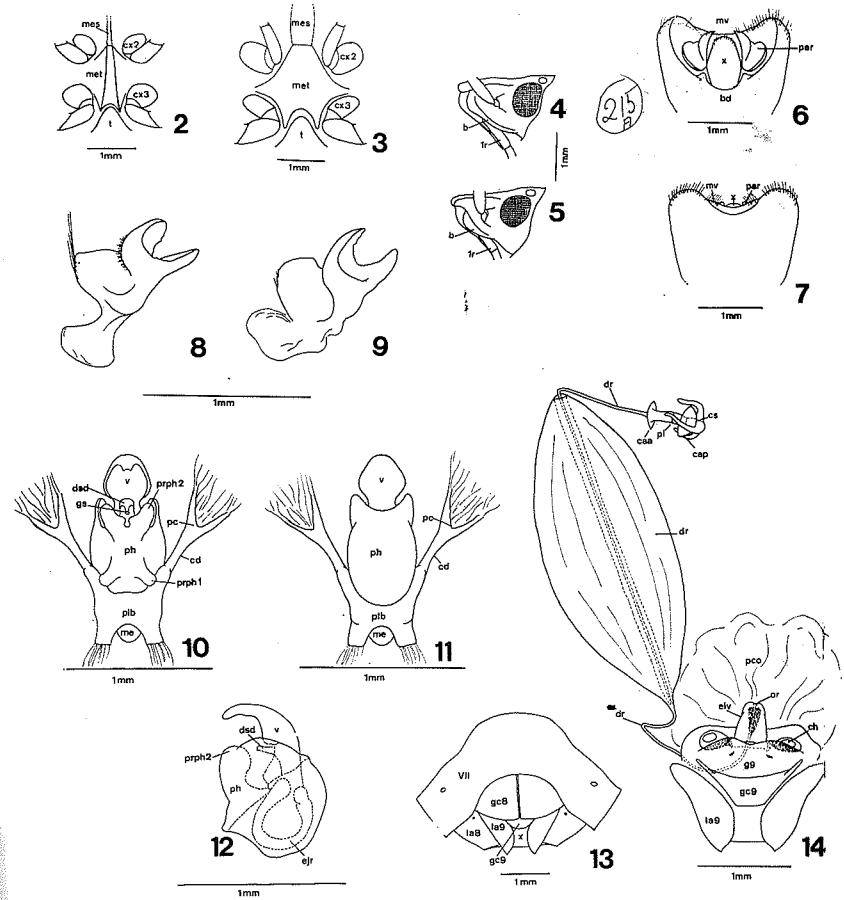 mes
cx2
met
cx3
t
2
1mm
mes
cx2
met
cx3
t
3
1mm
b
1r
4
1mm
b
1r
5
215
A
mv
par
x
bd
6
1mm
mv
x
par
7
1mm
8
9
1mm
v
dsd
gs
prph2
pc
ph
cd
prph1
plb
me
10
1mm
v
pc
ph
cd
plb
me
11
1mm
v
dsd
prph2
ph
ejr
12
1mm
VII
gc8
la8
la9
x
gc9
13
1mm
dr
cs
caa
pl
cap
dr
pco
or
elv
ch
dr
g9
gc9
la9
14
1mm